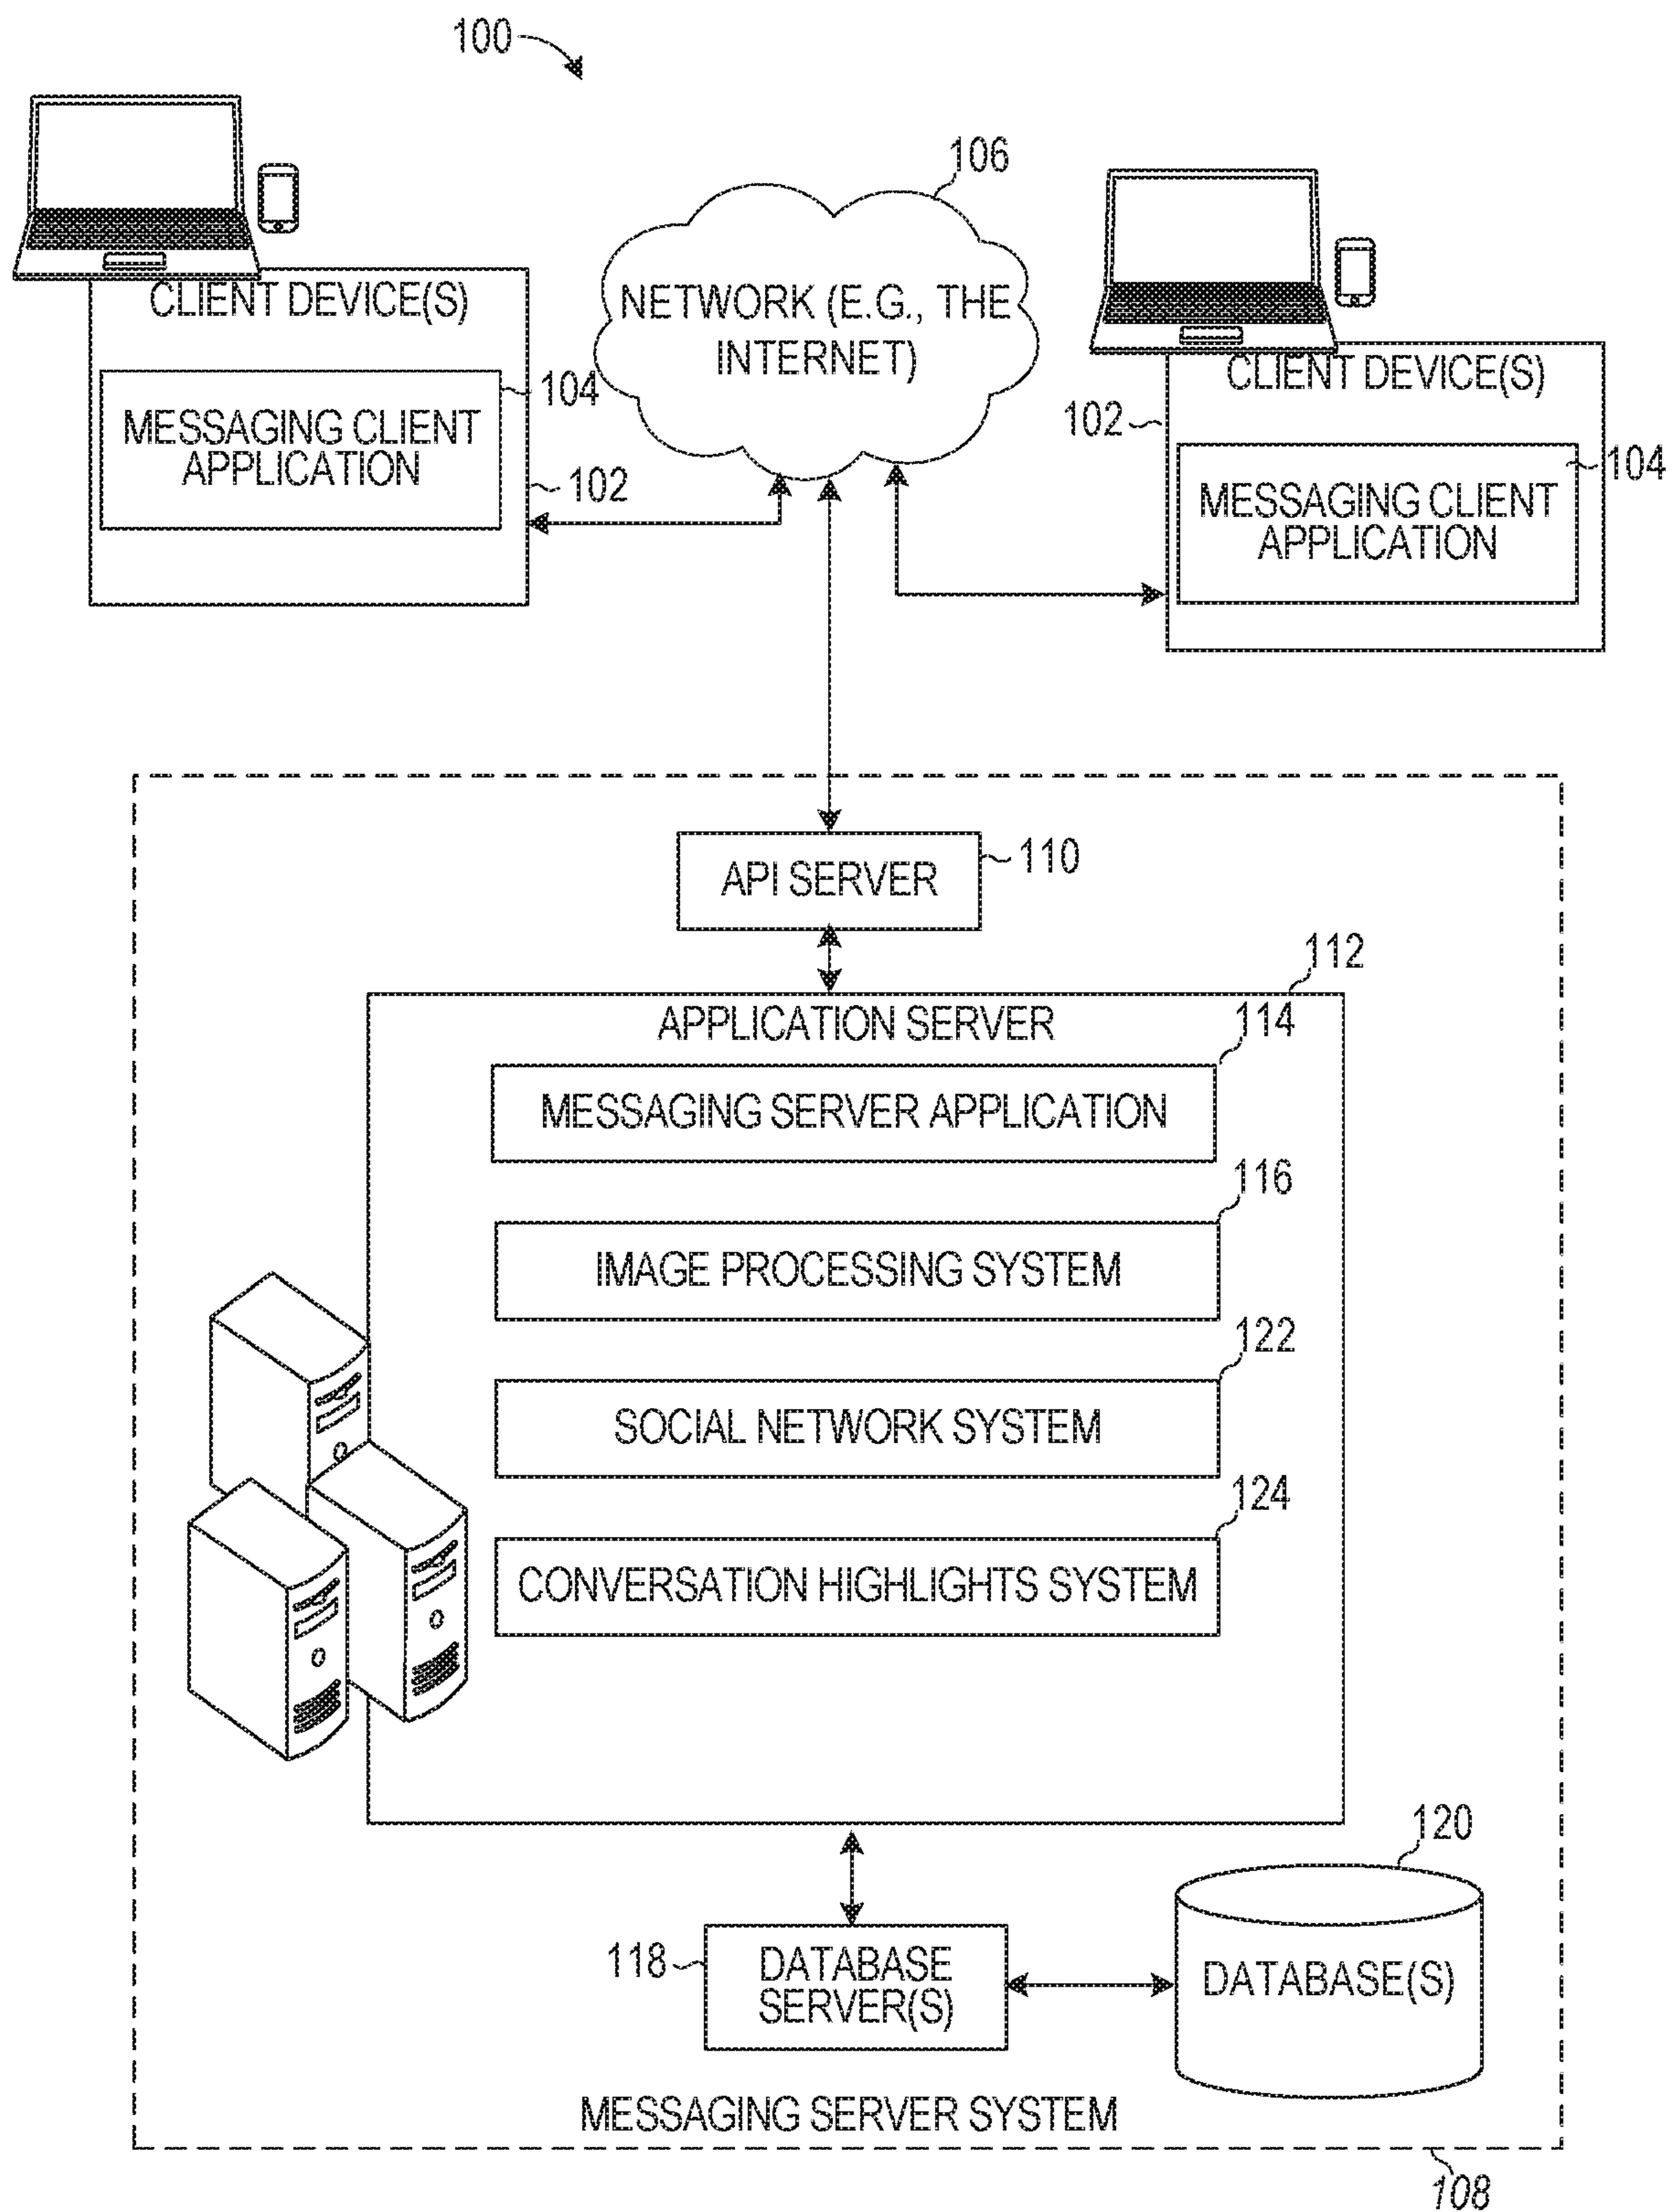 100
106
CLIENT DEVICE(S)
104
MESSAGING CLIENT
APPLICATION
102
NETWORK (E.G., THE
INTERNET)
CLIENT DEVICE(S)
102
104
MESSAGING CLIENT
APPLICATION
API SERVER
110
112
APPLICATION SERVER
114
MESSAGING SERVER APPLICATION
116
IMAGE PROCESSING SYSTEM
122
SOCIAL NETWORK SYSTEM
124
CONVERSATION HIGHLIGHTS SYSTEM
120
118
DATABASE
SERVER(S)
DATABASE(S)
MESSAGING SERVER SYSTEM
108